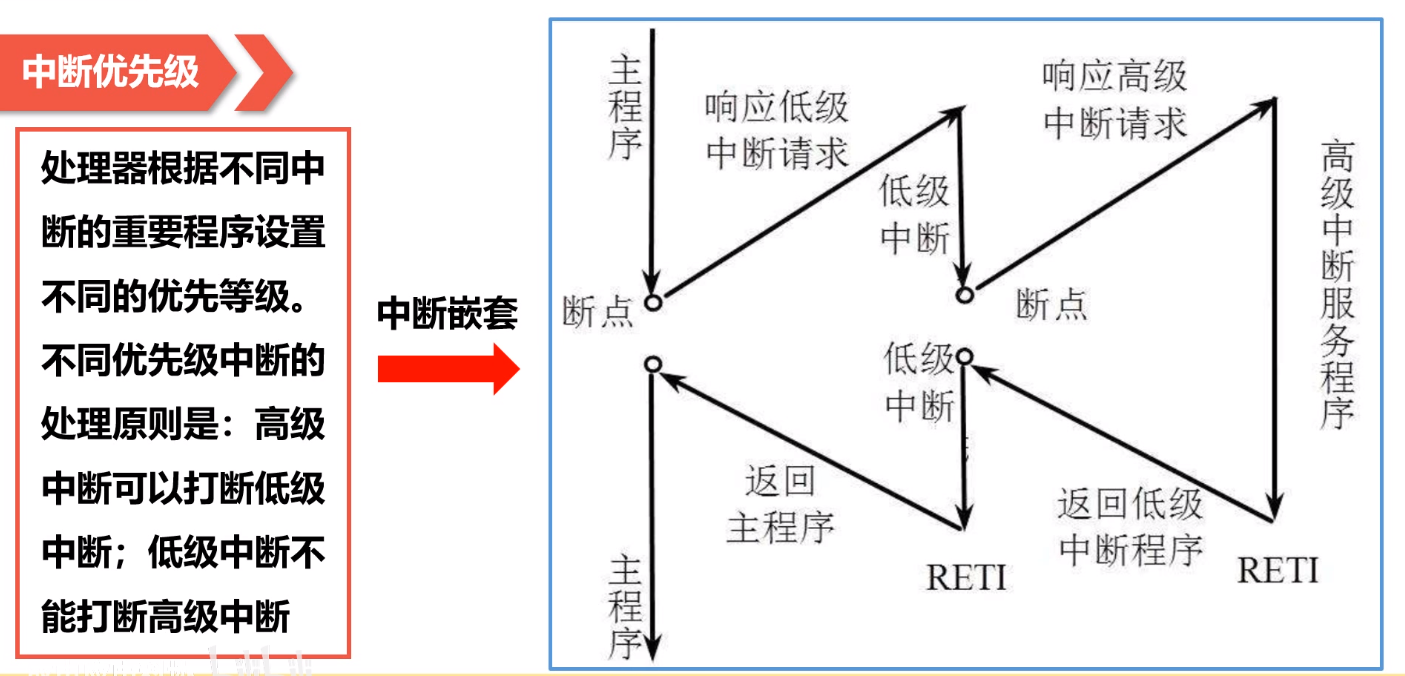 中断优先级
处理器根据不同中
断的重要程序设置
不同的优先等级。
不同优先级中断的
处理原则是：高级
中断可以打断低级
中断；低级中断不
能打断高级中断
中断嵌套
主程序
响应低级
中断请求
低级
中断
响应高级
中断请求
高级中断服务程序
断点
断点
低级
中断
返回
主程序
返回低级
中断程序
RETI
RETI
主程序